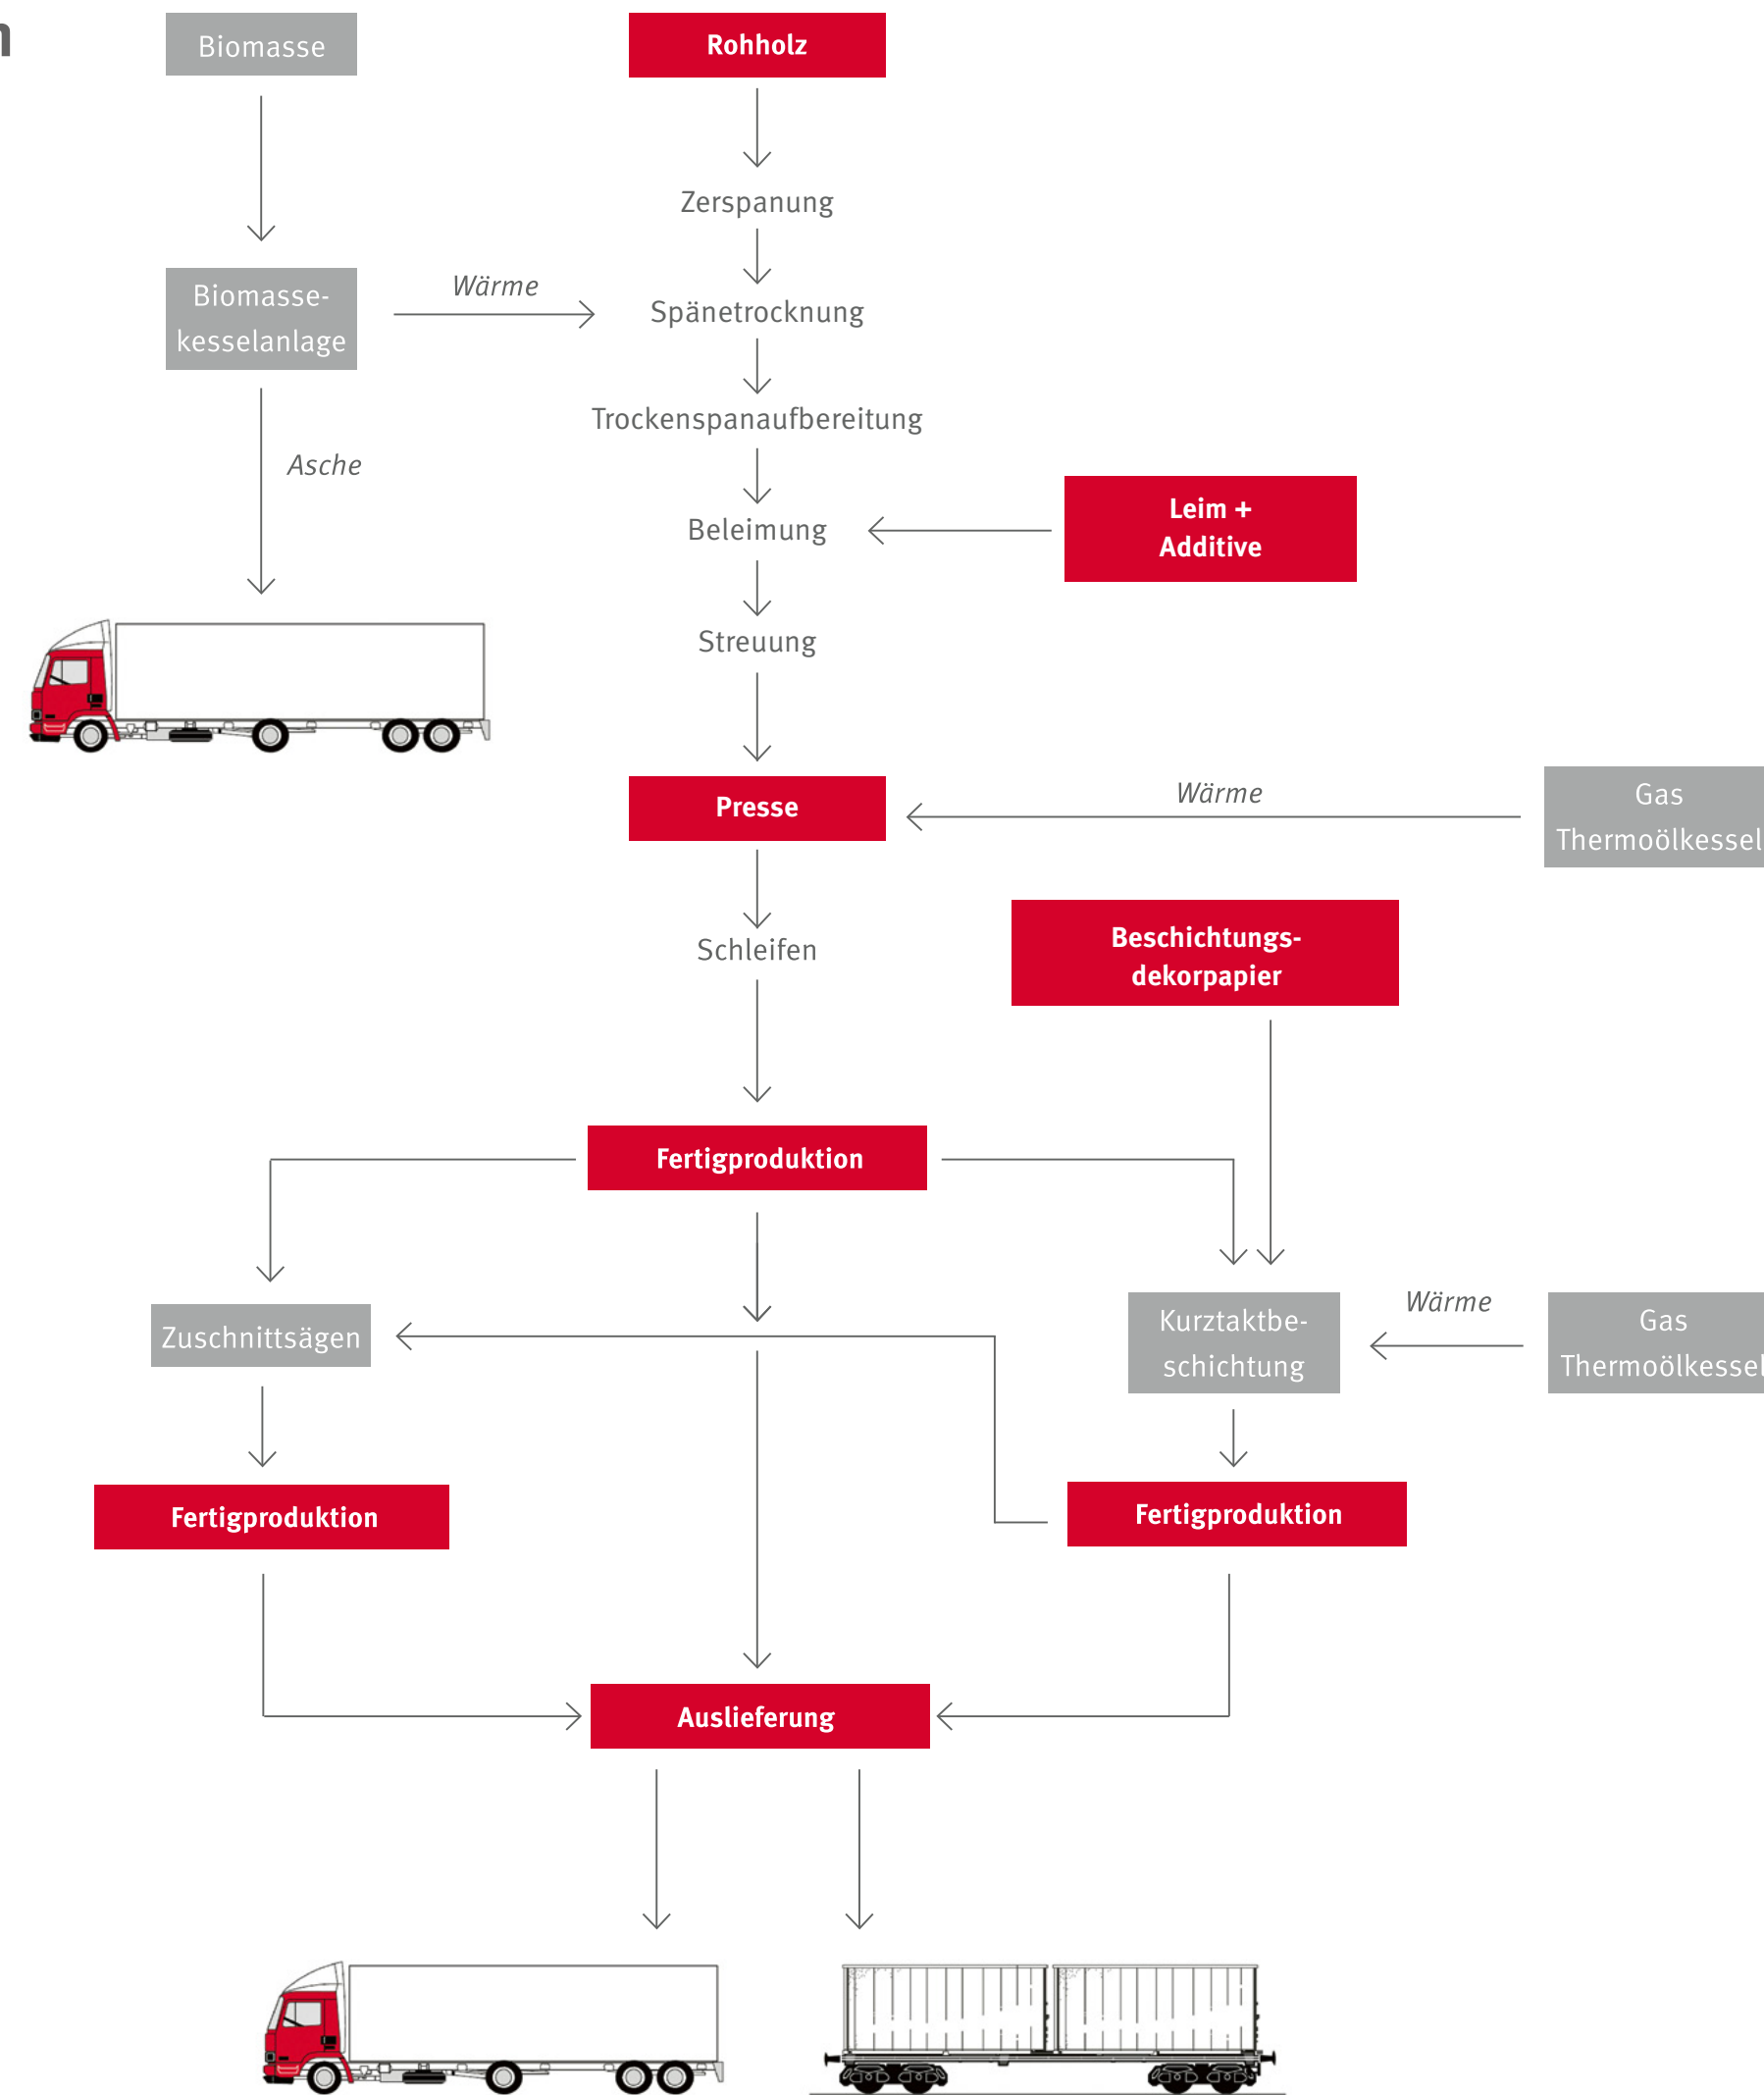 Biomasse
Rohholz
Zerspanung
Biomasse-
kesselanlage
Wärme
Spänetrocknung
Trockenspanaufbereitung
Asche
Leim +
Additive
Beleimung
Streuung
Presse
Wärme
Gas
Thermoölkessel
Schleifen
Beschichtungs-
dekorpapier
Fertigproduktion
Zuschnittsägen
Kurztaktbe-
schichtung
Wärme
Gas
Thermoölkessel
Fertigproduktion
Fertigproduktion
Auslieferung